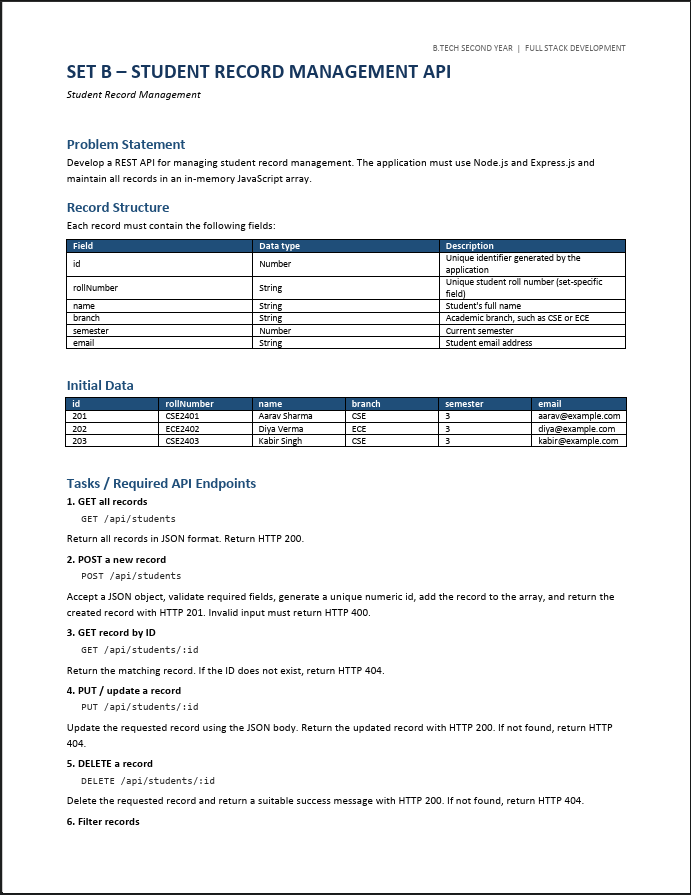 B.TECH SECOND YEAR | FULL STACK DEVELOPMENT
SET B – STUDENT RECORD MANAGEMENT API
Student Record Management
Problem Statement
Develop a REST API for managing student record management. The application must use Node.js and Express.js and
maintain all records in an in-memory JavaScript array.
Record Structure
Each record must contain the following fields:
Field Data type Description
id Number Unique identifier generated by the
application
rollNumber String Unique student roll number (set-specific
field)
name String Student's full name
branch String Academic branch, such as CSE or ECE
semester Number Current semester
email String Student email address
Initial Data
id rollNumber name branch semester email
201 CSE2401 Aarav Sharma CSE 3 aarav@example.com
202 ECE2402 Diya Verma ECE 3 diya@example.com
203 CSE2403 Kabir Singh CSE 3 kabir@example.com
Tasks / Required API Endpoints
1. GET all records
GET /api/students
Return all records in JSON format. Return HTTP 200.
2. POST a new record
POST /api/students
Accept a JSON object, validate required fields, generate a unique numeric id, add the record to the array, and return the
created record with HTTP 201. Invalid input must return HTTP 400.
3. GET record by ID
GET /api/students/:id
Return the matching record. If the ID does not exist, return HTTP 404.
4. PUT / update a record
PUT /api/students/:id
Update the requested record using the JSON body. Return the updated record with HTTP 200. If not found, return HTTP
404.
5. DELETE a record
DELETE /api/students/:id
Delete the requested record and return a suitable success message with HTTP 200. If not found, return HTTP 404.
6. Filter records